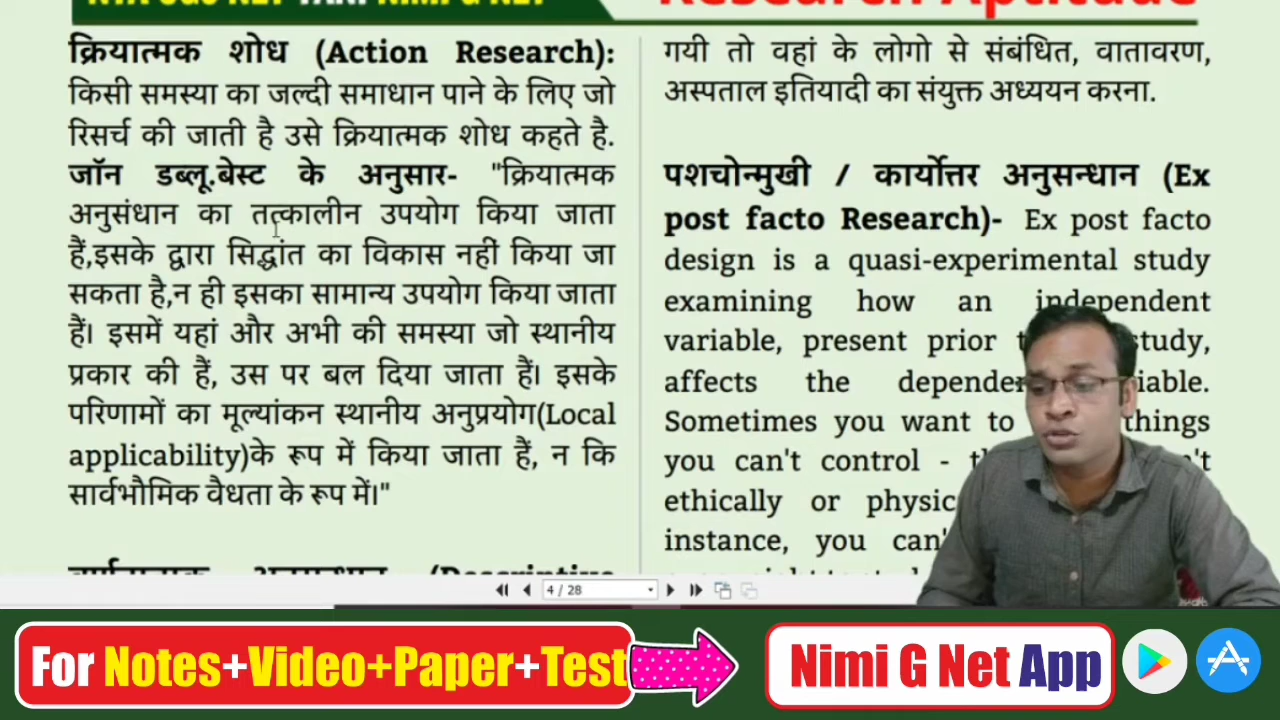 क्रियात्मक शोध (Action Research):
किसी समस्या का जल्दी समाधान पाने के लिए जो
रिसर्च की जाती है उसे क्रियात्मक शोध कहते है.
जॉन डब्लू.बेस्ट के अनुसार- "क्रियात्मक
अनुसंधान का तत्कालीन उपयोग किया जाता
हैं,इसके द्वारा सिद्धांत का विकास नहीं किया जा
सकता है,न ही इसका सामान्य उपयोग किया जाता
हैं। इसमें यहां और अभी की समस्या जो स्थानीय
प्रकार की हैं, उस पर बल दिया जाता हैं। इसके
परिणामों का मूल्यांकन स्थानीय अनुप्रयोग(Local
applicability)के रूप में किया जाता हैं, न कि
सार्वभौमिक वैधता के रूप में।"
गयी तो वहां के लोगो से संबंधित, वातावरण,
अस्पताल इतियादी का संयुक्त अध्ययन करना.
पशचोन्मुखी / कार्योत्तर अनुसन्धान (Ex
post facto Research)- Ex post facto
design is a quasi-experimental study
examining how an independent
variable, present prior study,
affects the
Sometimes you want to things
you can't control -
ethically or
instance, you can'
4 / 28
For Notes+Video+Paper+Test
Nimi G Net App